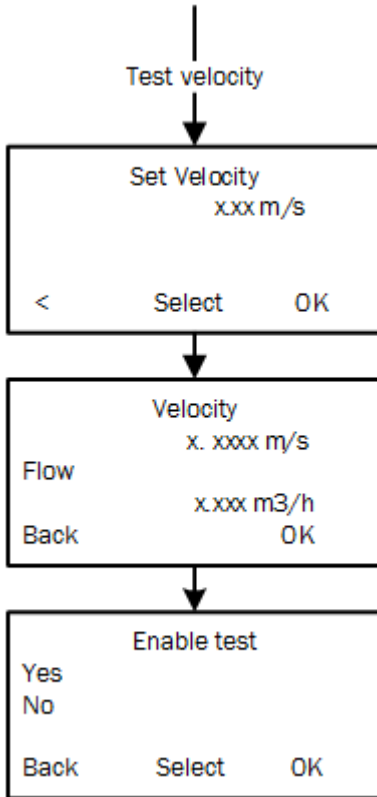 Test velocity
Set Velocity
x.xx m/s
< Select OK
Velocity
x. xxxx m/s
Flow
x.xxx m3/h
Back OK
Enable test
Yes
No
Back Select OK